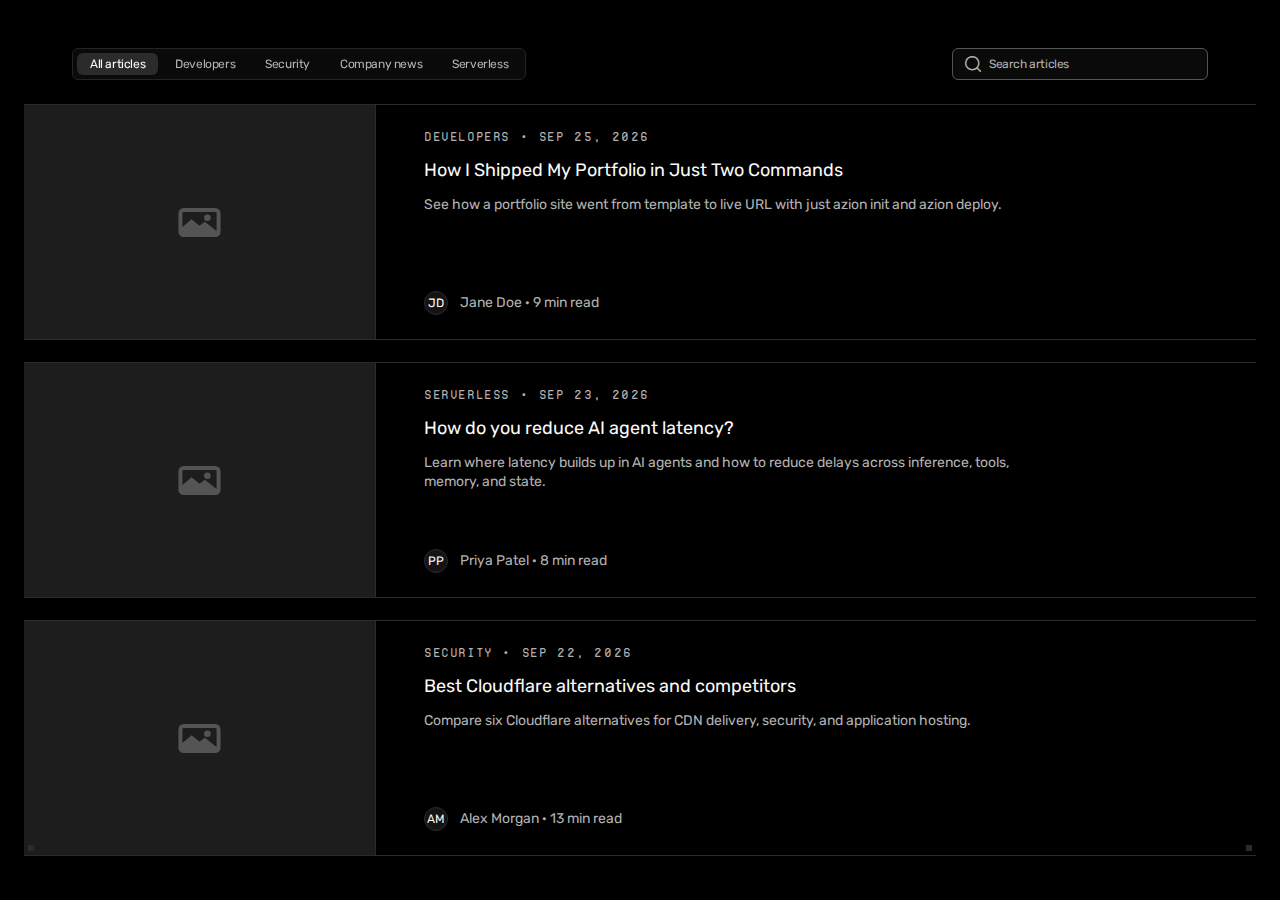 All articles Developers Security Company news Serverless Search articles
DEVELOPERS • SEP 25, 2026
How I Shipped My Portfolio in Just Two Commands
See how a portfolio site went from template to live URL with just azion init and azion deploy.
JD Jane Doe • 9 min read
SERVERLESS • SEP 23, 2026
How do you reduce AI agent latency?
Learn where latency builds up in AI agents and how to reduce delays across inference, tools,
memory, and state.
PP Priya Patel • 8 min read
SECURITY • SEP 22, 2026
Best Cloudflare alternatives and competitors
Compare six Cloudflare alternatives for CDN delivery, security, and application hosting.
AM Alex Morgan • 13 min read